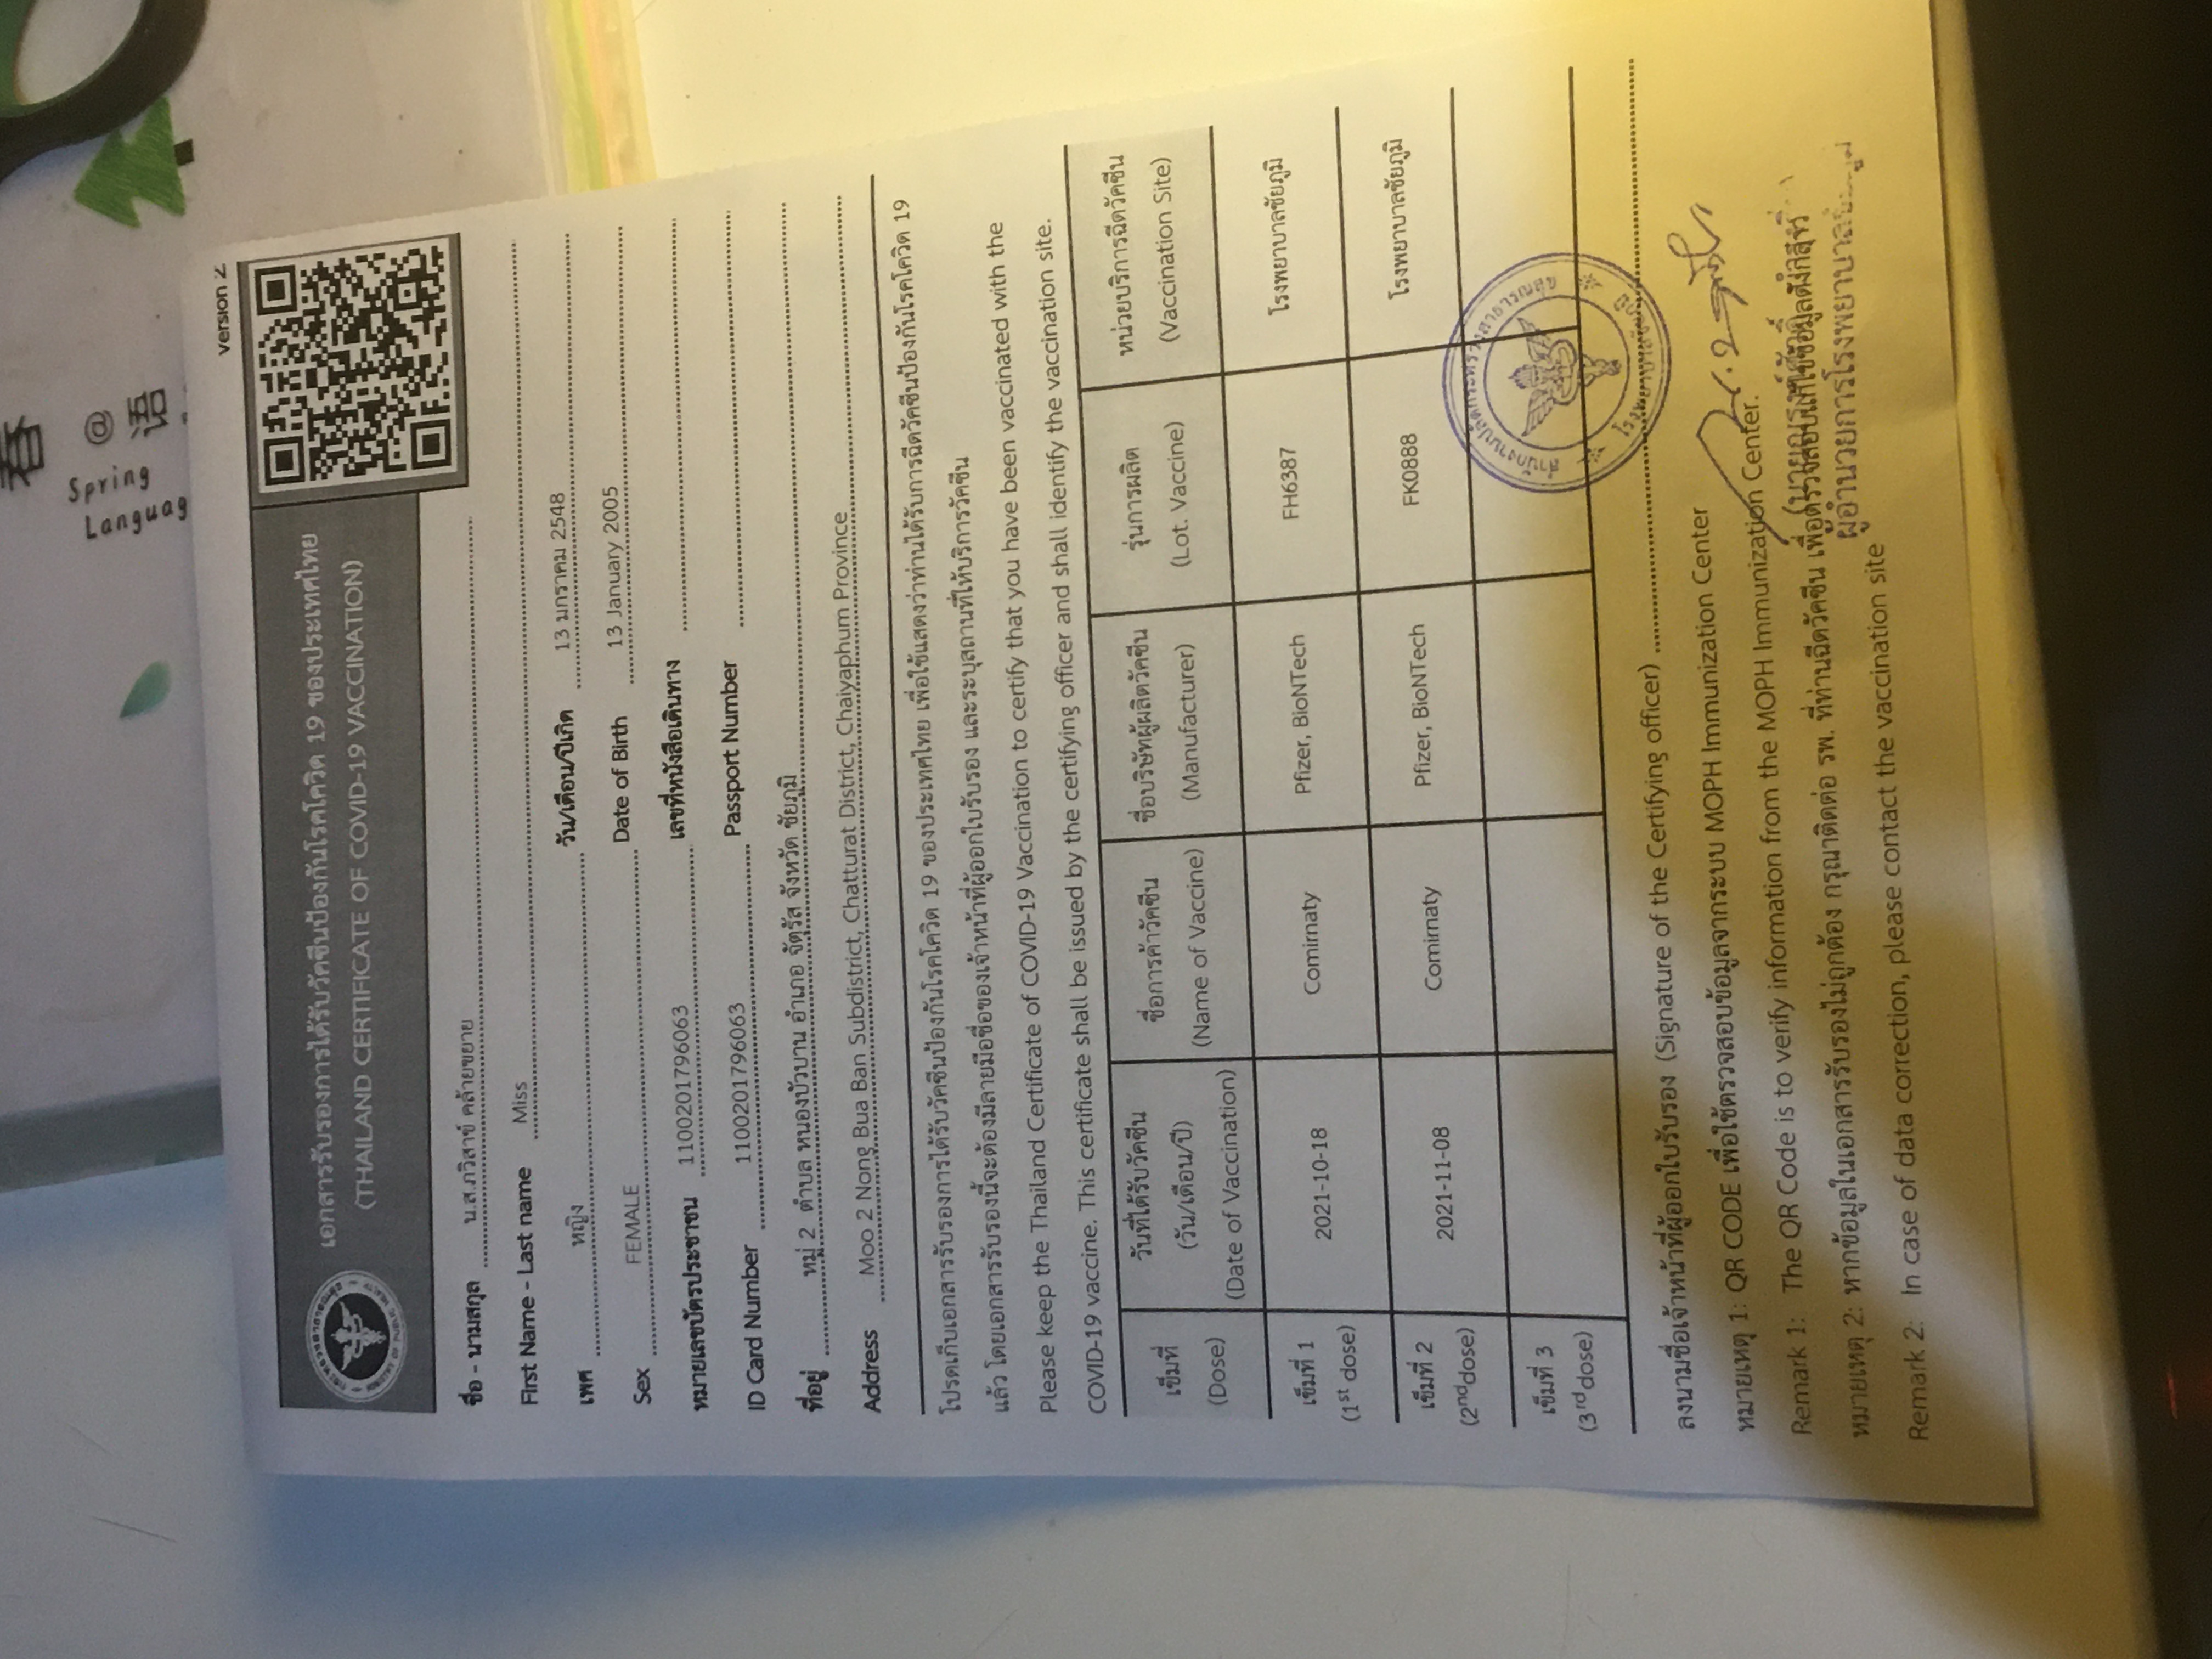 春
@
语
Spring
Languag
version 2
เอกสารรับรองการได้รับวัคซีนป้องกันโรคโควิด 19 ของประเทศไทย
(THAILAND CERTIFICATE OF COVID-19 VACCINATION)
ชื่อ - นามสกุล น.ส.ภวิสาข์ คล้ายขยาย
First Name - Last name Miss
เพศ หญิง วัน/เดือน/ปีเกิด 13 มกราคม 2548
Sex FEMALE Date of Birth 13 January 2005
หมายเลขบัตรประชาชน 1100201796063 เลขที่หนังสือเดินทาง
ID Card Number 1100201796063 Passport Number
ที่อยู่ หมู่ 2 ตำบล หนองบัวบาน อำเภอ จัตุรัส จังหวัด ชัยภูมิ
Address Moo 2 Nong Bua Ban Subdistrict, Chatturat District, Chaiyaphum Province
โปรดเก็บเอกสารรับรองการได้รับวัคซีนป้องกันโรคโควิด 19 ของประเทศไทย เพื่อใช้แสดงว่าท่านได้รับการฉีดวัคซีนป้องกันโรคโควิด 19
แล้ว โดยเอกสารรับรองนี้จะต้องมีลายมือชื่อของเจ้าหน้าที่ผู้ออกใบรับรอง และระบุสถานที่ให้บริการวัคซีน
Please keep the Thailand Certificate of COVID-19 Vaccination to certify that you have been vaccinated with the
COVID-19 vaccine. This certificate shall be issued by the certifying officer and shall identify the vaccination site.
เข็มที่ วันที่ได้รับวัคซีน ชื่อการค้าวัคซีน ชื่อบริษัทผู้ผลิตวัคซีน รุ่นการผลิต หน่วยบริการฉีดวัคซีน
(Dose) (วัน/เดือน/ปี) (Name of Vaccine) (Manufacturer) (Lot. Vaccine) (Vaccination Site)
(Date of Vaccination)
เข็มที่ 1 2021-10-18 Comirnaty Pfizer, BioNTech FH6387 โรงพยาบาลชัยภูมิ
(1st dose)
เข็มที่ 2 2021-11-08 Comirnaty Pfizer, BioNTech FK0888 โรงพยาบาลชัยภูมิ
(2nd dose)
เข็มที่ 3
(3rd dose)
สำนักงานปลัดกระทรวงสาธารณสุข
โรงพยาบาลชัยภูมิ
ลงนามชื่อเจ้าหน้าที่ผู้ออกใบรับรอง (Signature of the Certifying officer)
หมายเหตุ 1: QR CODE เพื่อใช้ตรวจสอบข้อมูลจากระบบ MOPH Immunization Center
Remark 1: The QR Code is to verify information from the MOPH Immunization Center.
หมายเหตุ 2: หากข้อมูลในเอกสารรับรองไม่ถูกต้อง กรุณาติดต่อ รพ. ที่ท่านฉีดวัคซีน เพื่อตรวจสอบแก้ไขข้อมูล
ผู้อำนวยการโรงพยาบาลชัยภูมิ
Remark 2: In case of data correction, please contact the vaccination site